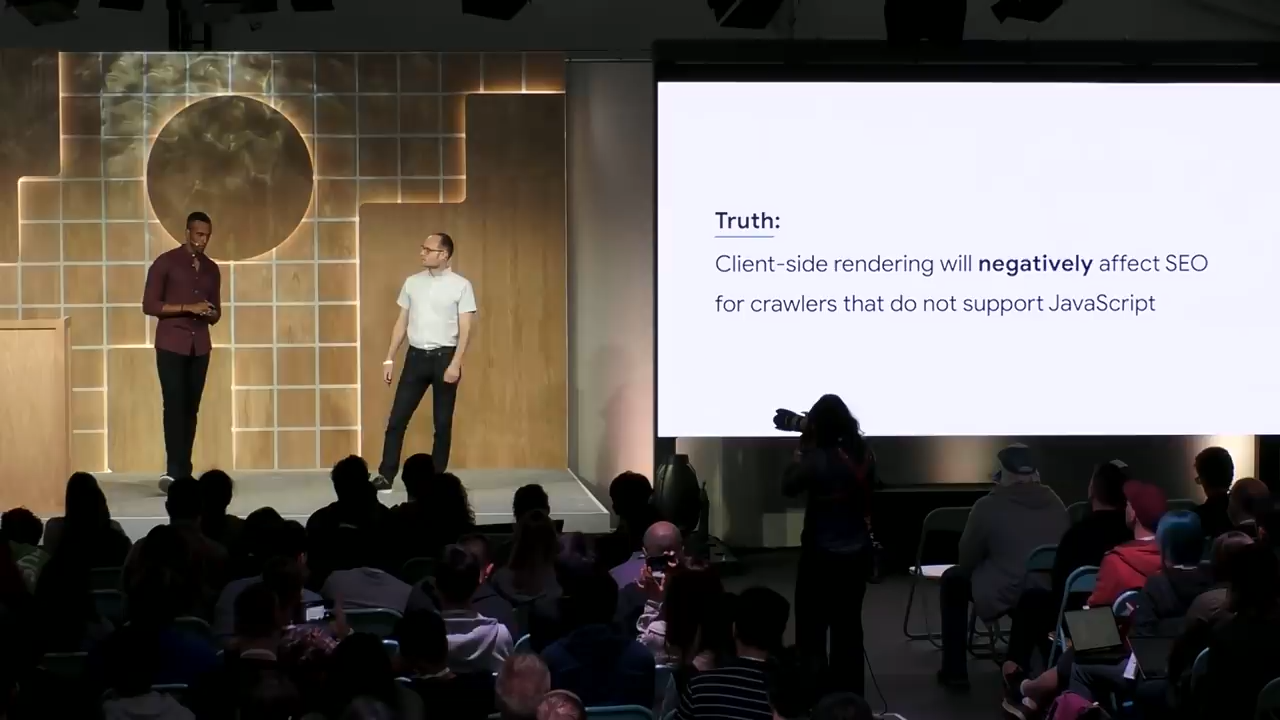 Truth:
Client-side rendering will negatively affect SEO
for crawlers that do not support JavaScript